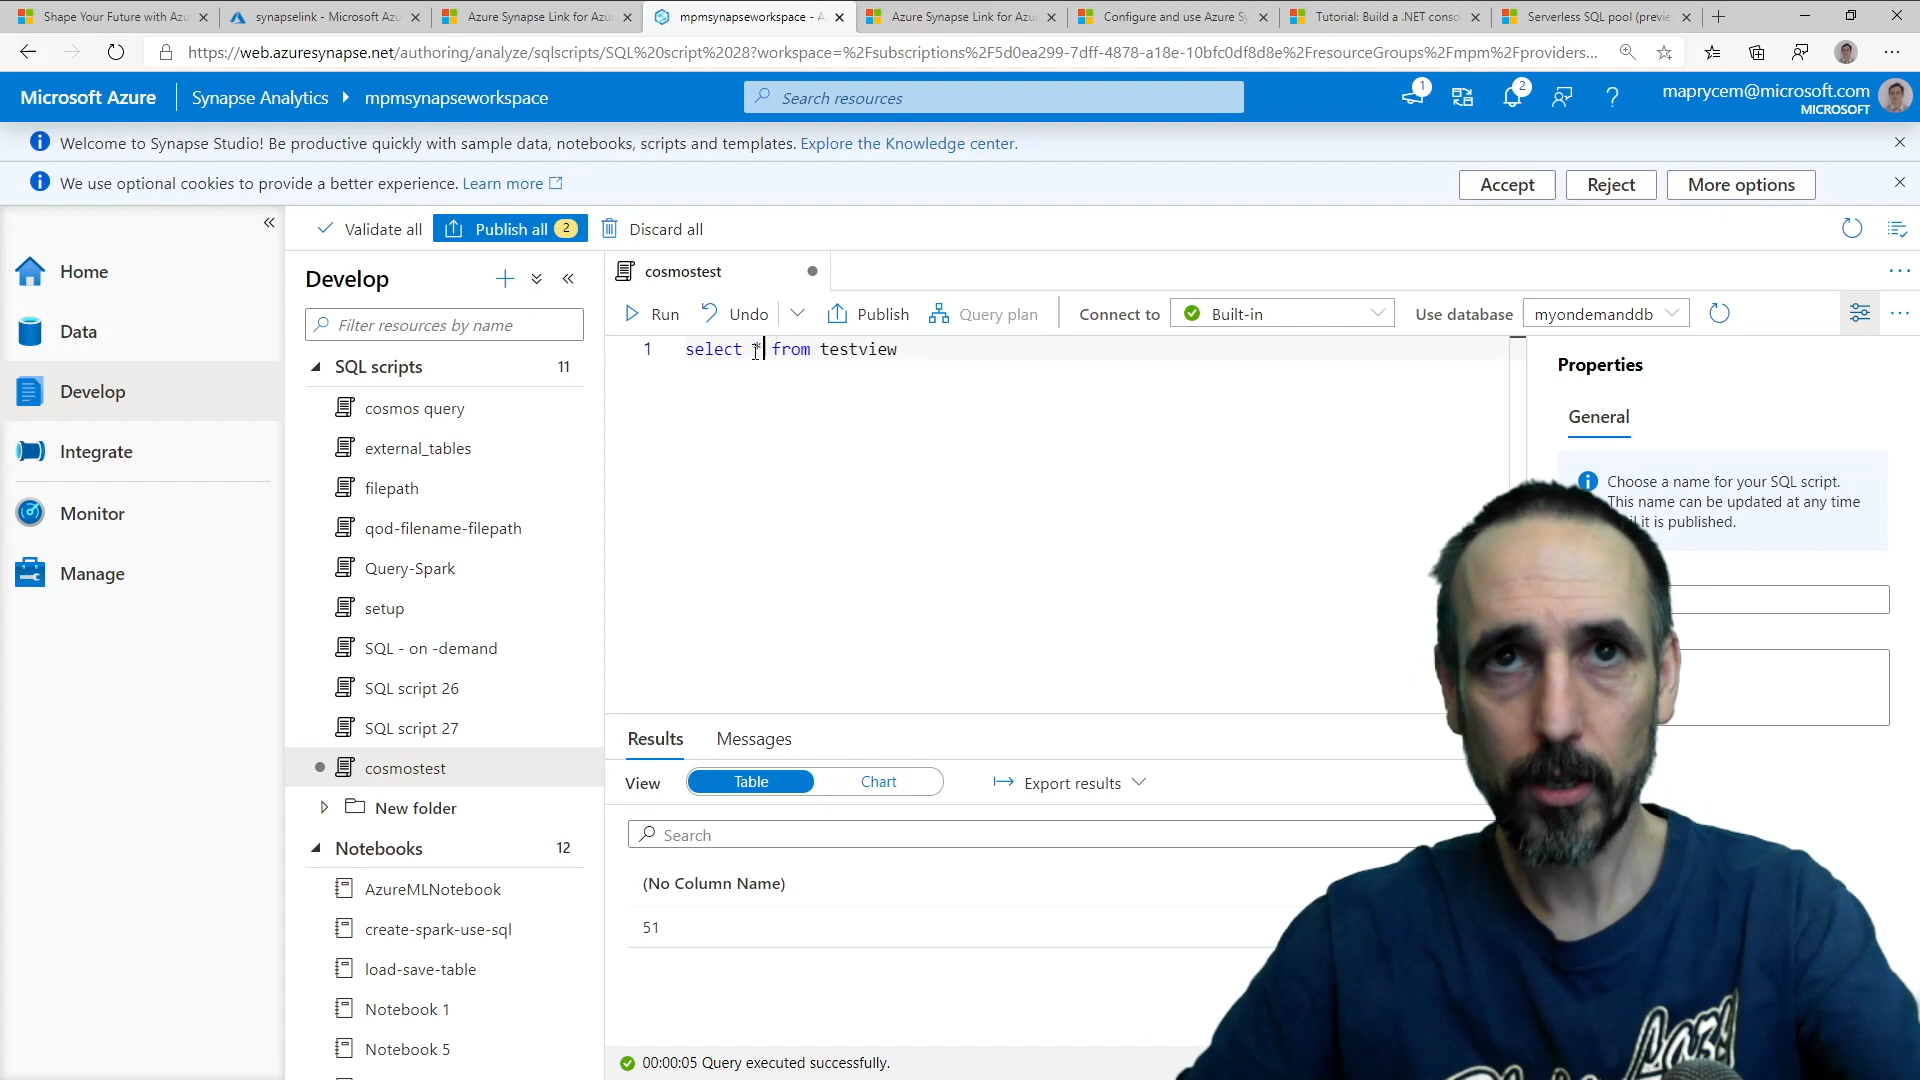 Shape Your Future with Azu
synapselink - Microsoft Az
Azure Synapse Link for Azu
mpmsynapseworkspace - A
Azure Synapse Link for Azu
Configure and use Azure Sy
Tutorial: Build a .NET conso
Serverless SQL pool (previe
https://web.azuresynapse.net/authoring/analyze/sqlscripts/SQL%20script%2028?workspace=%2Fsubscriptions%2F5d0ea299-7dff-4878-a18e-10bfc0df8d8e%2FresourceGroups%2Fmpm%2Fproviders...
Microsoft Azure
Synapse Analytics
mpmsynapseworkspace
Search resources
1
2
maprycem@microsoft.com
MICROSOFT
Welcome to Synapse Studio! Be productive quickly with sample data, notebooks, scripts and templates. Explore the Knowledge center.
We use optional cookies to provide a better experience. Learn more
Accept
Reject
More options
Validate all
Publish all 2
Discard all
Home
Data
Develop
Integrate
Monitor
Manage
Develop
Filter resources by name
SQL scripts 11
cosmos query
external_tables
filepath
qod-filename-filepath
Query-Spark
setup
SQL - on -demand
SQL script 26
SQL script 27
cosmostest
New folder
Notebooks 12
AzureMLNotebook
create-spark-use-sql
load-save-table
Notebook 1
Notebook 5
cosmostest
Run
Undo
Publish
Query plan
Connect to
Built-in
Use database
myondemanddb
1 select * from testview
Properties
General
Choose a name for your SQL script.
This name can be updated at any time
it is published.
Results
Messages
View
Table
Chart
Export results
Search
(No Column Name)
51
00:00:05 Query executed successfully.